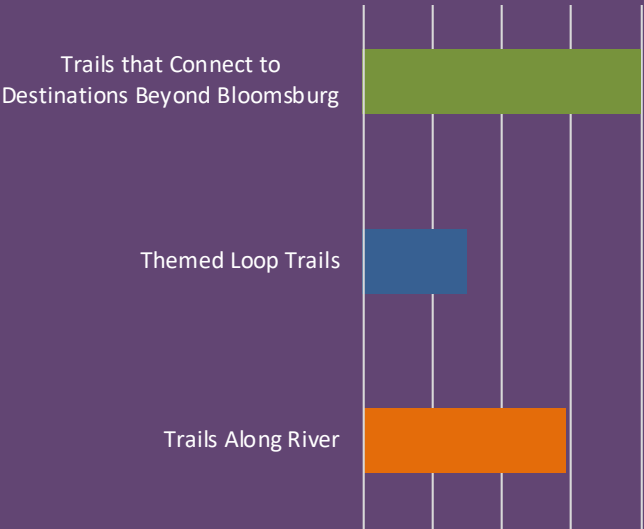 Trails that Connect to
Destinations Beyond Bloomsburg
Themed Loop Trails
Trails Along River